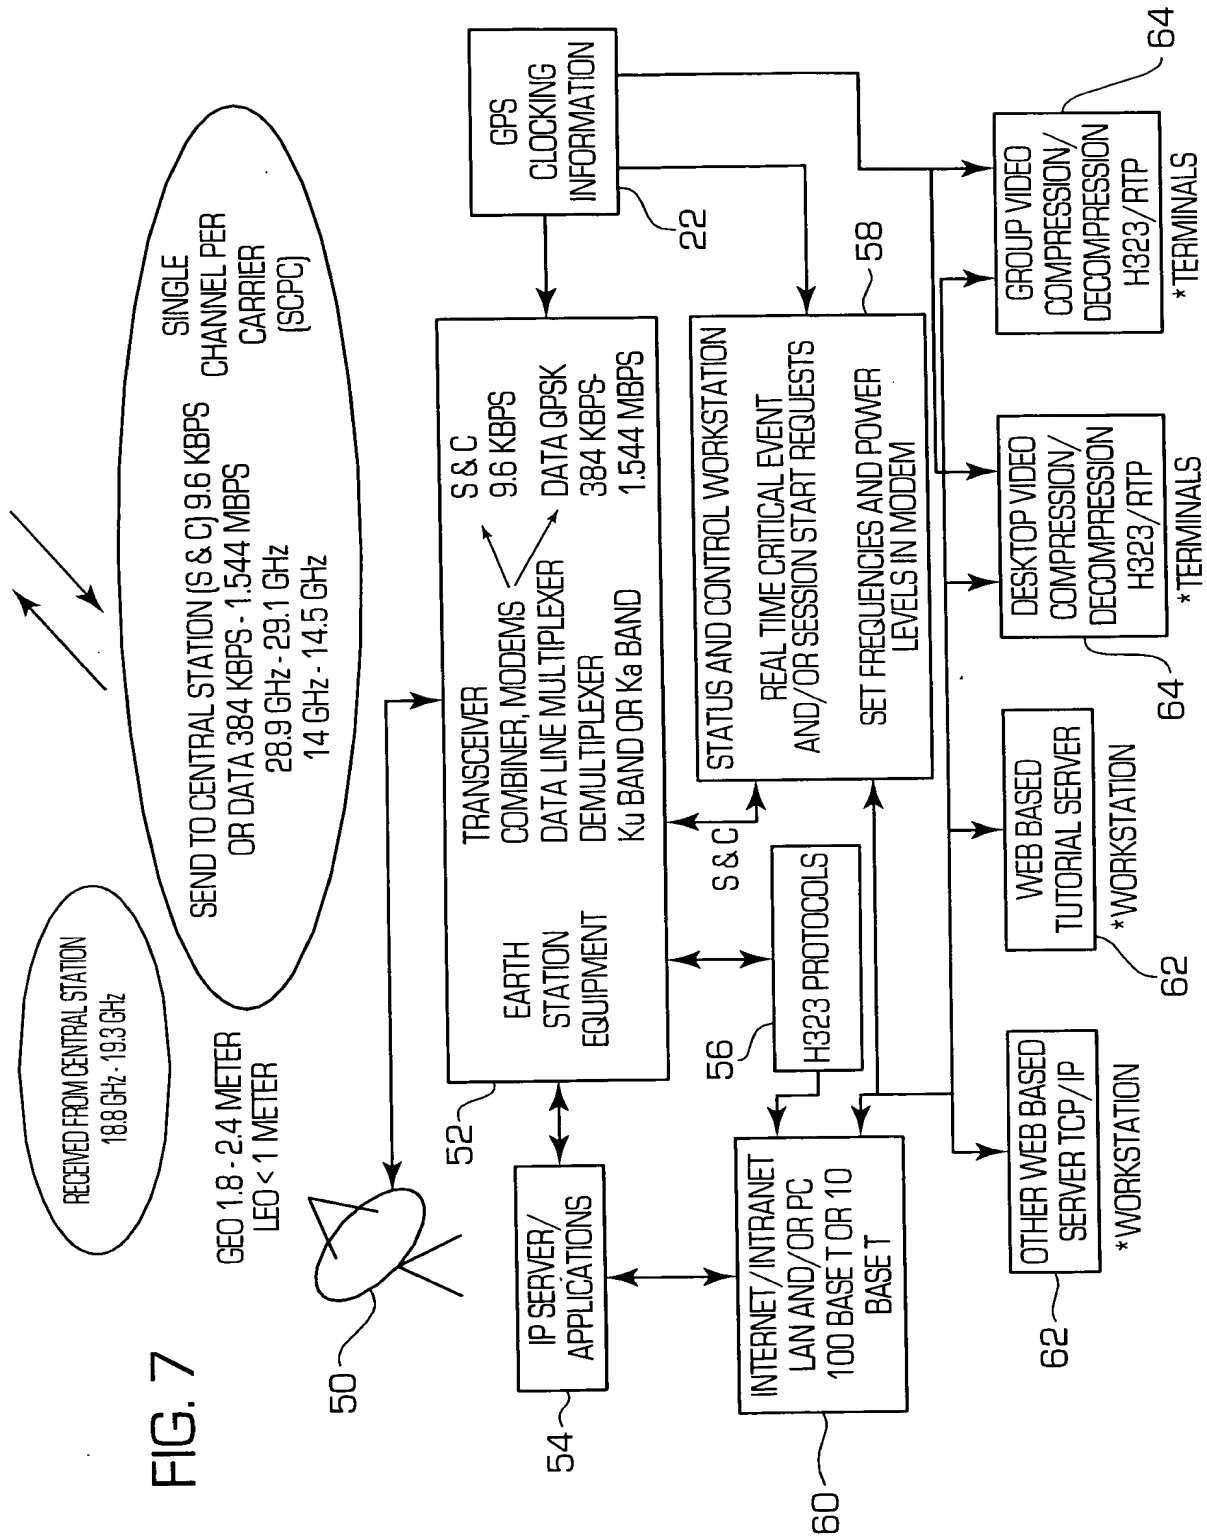 FIG. 7
RECEIVED FROM CENTRAL STATION
18.8 GHz - 19.3 GHz
SEND TO CENTRAL STATION (S & C) 9.6 KBPS
OR DATA 384 KBPS - 1.544 MBPS
28.9 GHz - 29.1 GHz
14 GHz - 14.5 GHz
SINGLE
CHANNEL PER
CARRIER
(SCPC)
GEO 1.8 - 2.4 METER
LEO < 1 METER
50
52
EARTH
STATION
EQUIPMENT
TRANSCEIVER
COMBINER, MODEMS
DATA LINE MULTIPLEXER
DEMULTIPLEXER
Ku BAND OR Ka BAND
S & C
9.6 KBPS
DATA QPSK
384 KBPS-
1.544 MBPS
GPS
CLOCKING
INFORMATION
22
IP SERVER/
APPLICATIONS
54
56
H323 PROTOCOLS
S & C
STATUS AND CONTROL WORKSTATION
REAL TIME CRITICAL EVENT
AND/OR SESSION START REQUESTS
SET FREQUENCIES AND POWER
LEVELS IN MODEM
58
INTERNET/INTRANET
LAN AND/OR PC
100 BASE T OR 10
BASE T
60
OTHER WEB BASED
SERVER TCP/IP
*WORKSTATION
62
WEB BASED
TUTORIAL SERVER
*WORKSTATION
62
DESKTOP VIDEO
COMPRESSION/
DECOMPRESSION
H323/RTP
*TERMINALS
64
GROUP VIDEO
COMPRESSION/
DECOMPRESSION
H323/RTP
*TERMINALS
64